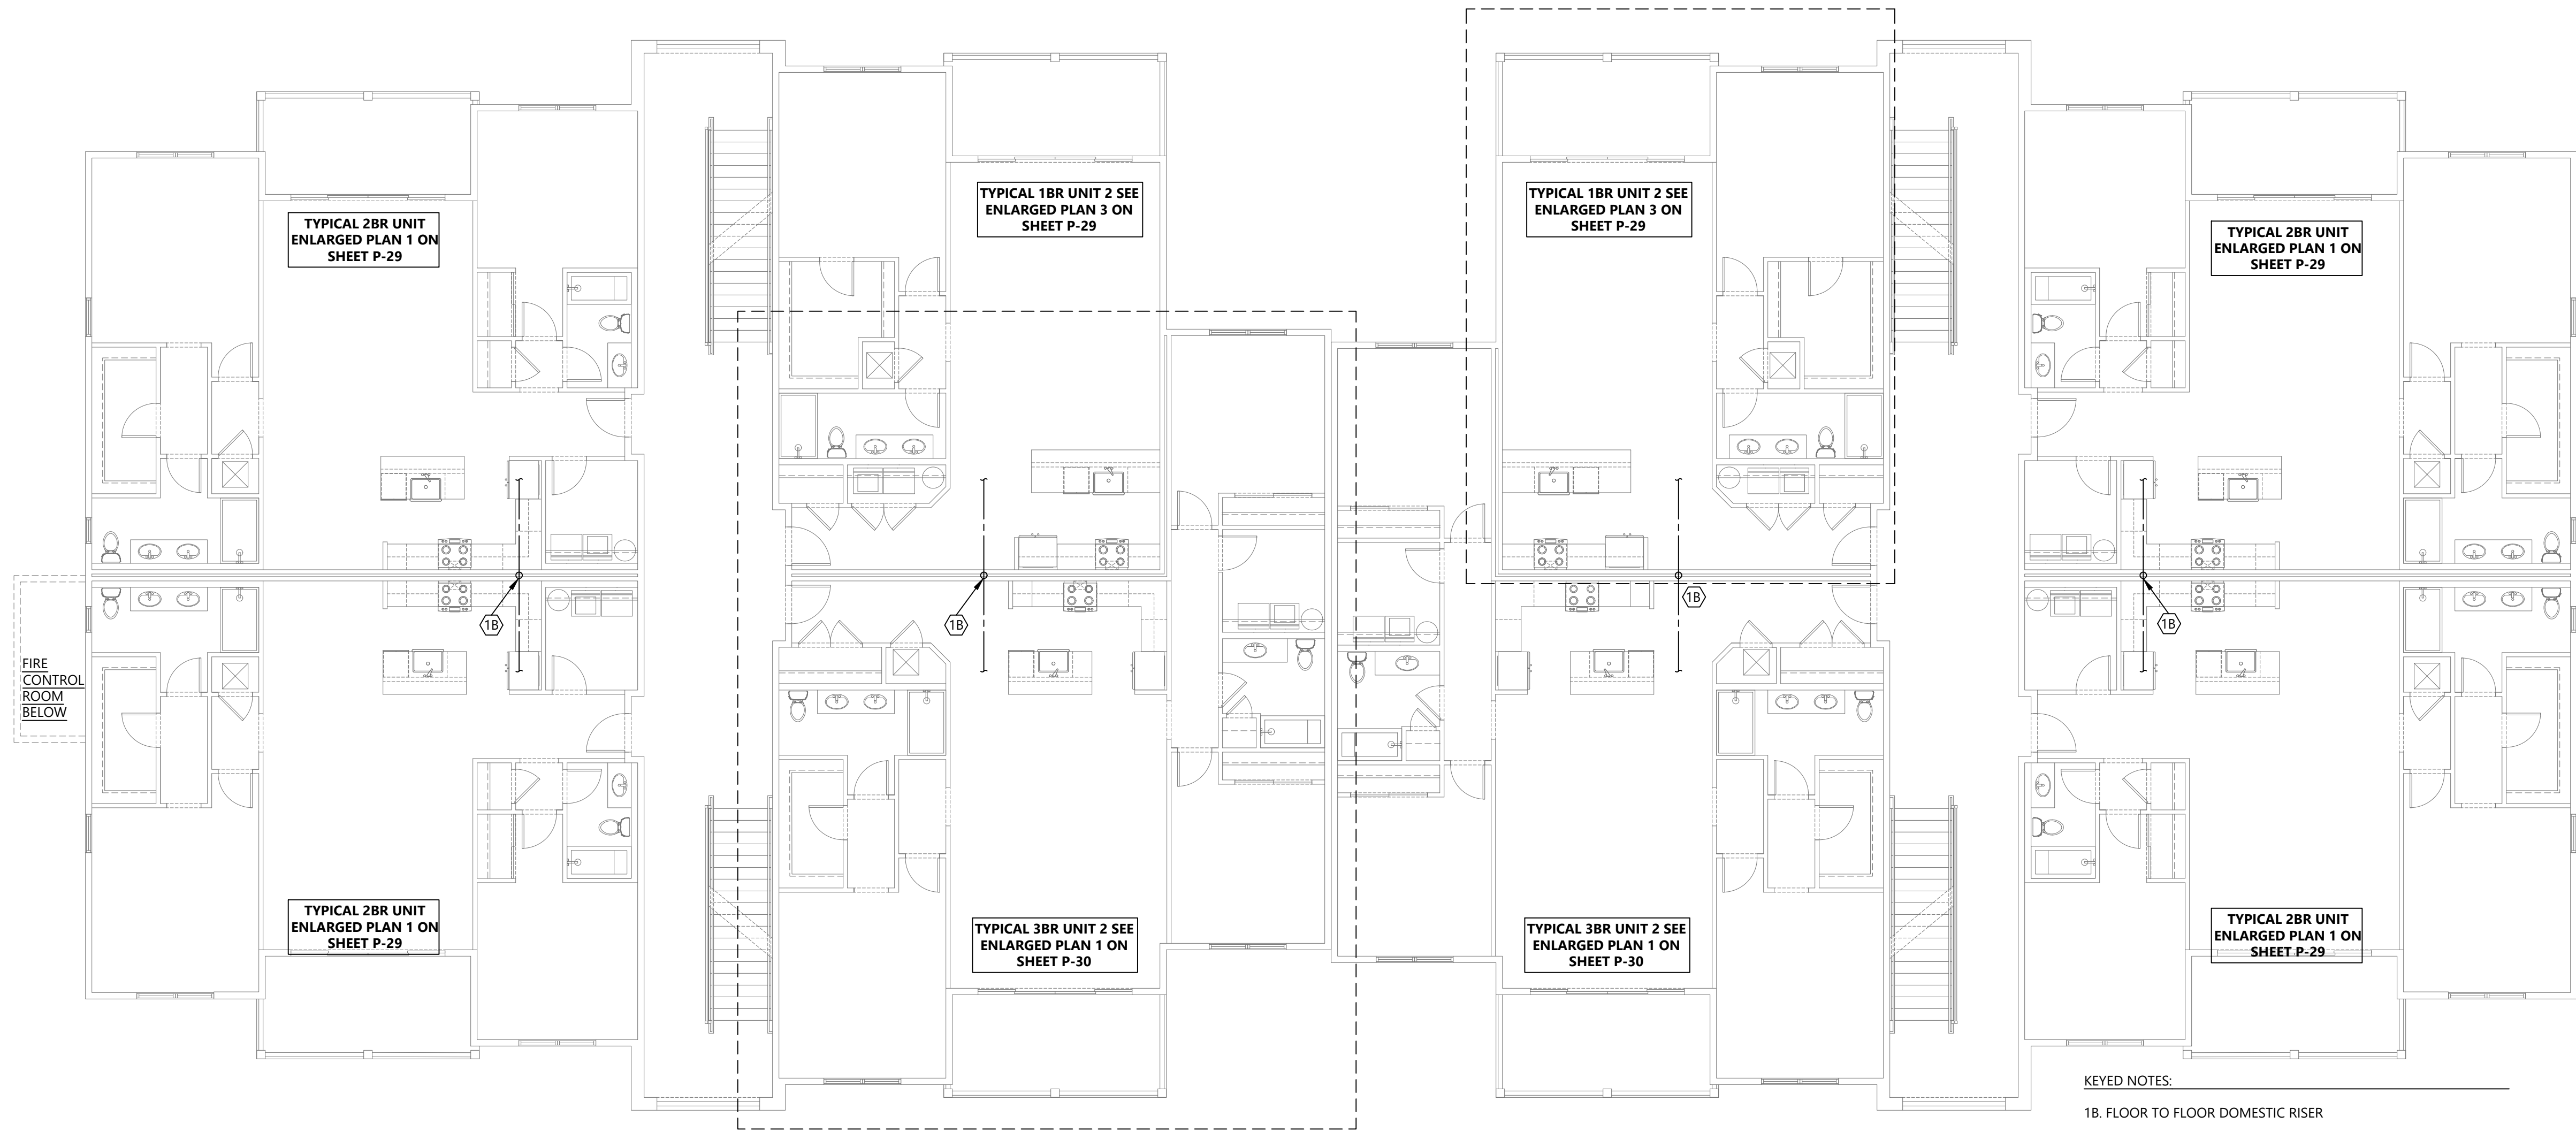 TYPICAL 1BR UNIT 2 SEE
ENLARGED PLAN 3 ON
SHEET P-29
TYPICAL 1BR UNIT 2 SEE
ENLARGED PLAN 3 ON
SHEET P-29
TYPICAL 2BR UNIT
ENLARGED PLAN 1 ON
SHEET P-29
TYPICAL 2BR UNIT
ENLARGED PLAN 1 ON
SHEET P-29
1B
1B
1B
1B
FIRE
CONTROL
ROOM
BELOW
TYPICAL 2BR UNIT
ENLARGED PLAN 1 ON
SHEET P-29
TYPICAL 3BR UNIT 2 SEE
ENLARGED PLAN 1 ON
SHEET P-30
TYPICAL 3BR UNIT 2 SEE
ENLARGED PLAN 1 ON
SHEET P-30
TYPICAL 2BR UNIT
ENLARGED PLAN 1 ON
SHEET P-29
KEYED NOTES:
1B. FLOOR TO FLOOR DOMESTIC RISER